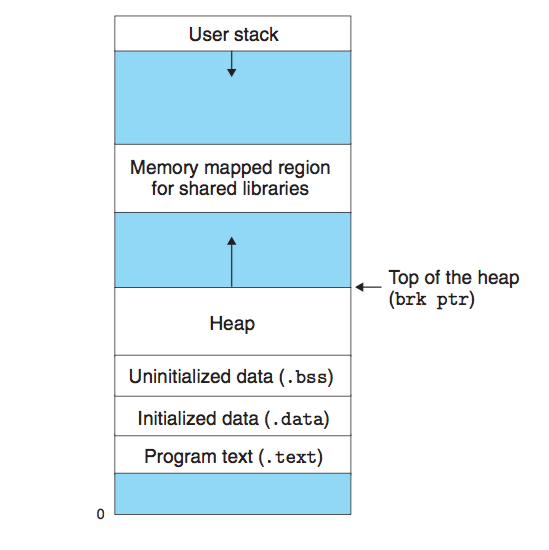 User stack
Memory mapped region
for shared libraries
Top of the heap
(brk ptr)
Heap
Uninitialized data (.bss)
Initialized data (.data)
Program text (.text)
0